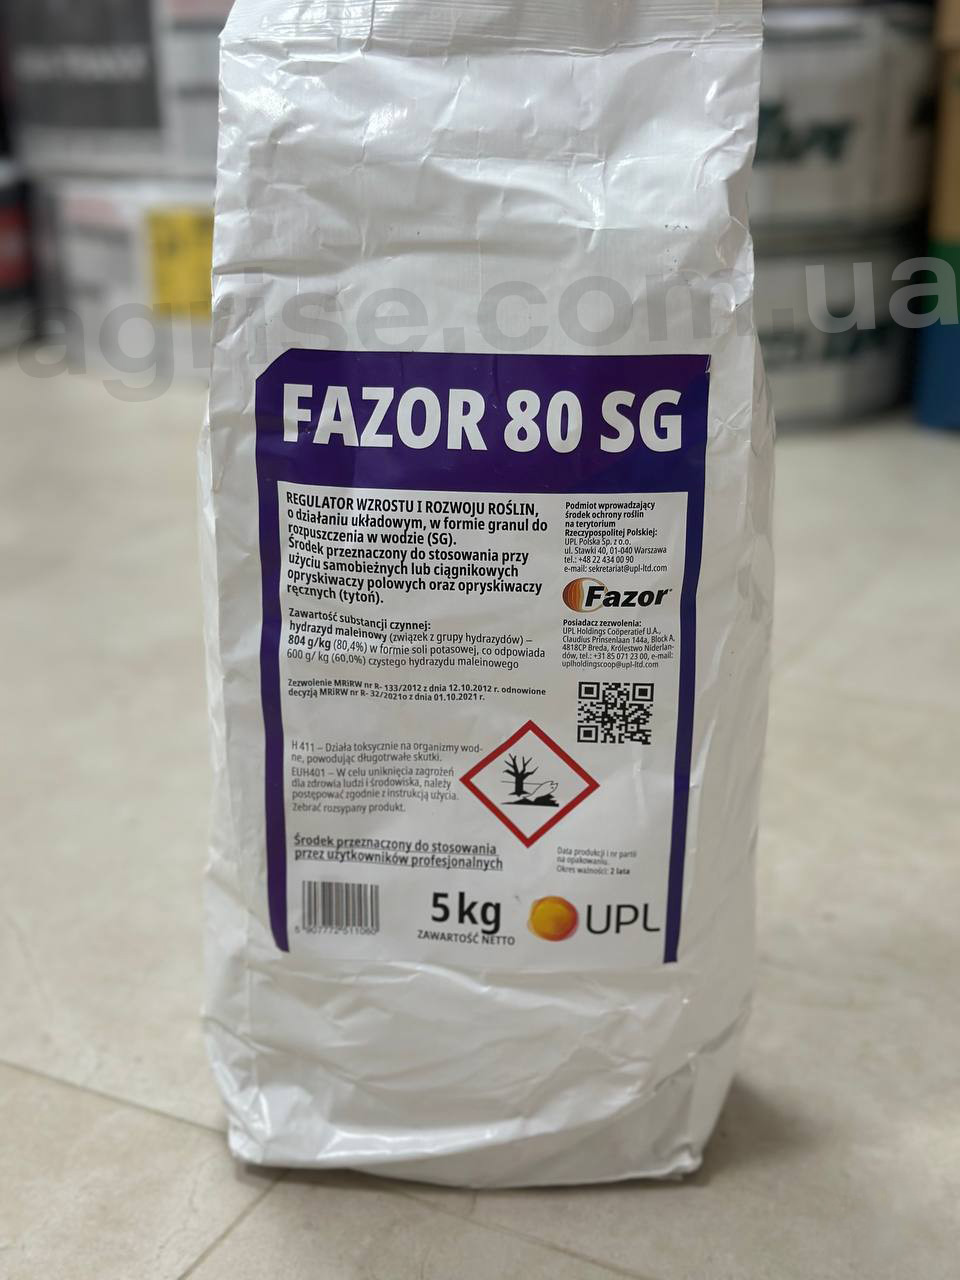 agrise.com.ua
FAZOR 80 SG
REGULATOR WZROSTU I ROZWOJU ROŚLIN,
o działaniu układowym, w formie granul do
rozpuszczenia w wodzie (SG).
Środek przeznaczony do stosowania przy
użyciu samobieżnych lub ciągnikowych
opryskiwaczy polowych oraz opryskiwaczy
ręcznych (tytoń).
Zawartość substancji czynnej:
hydrazyd maleinowy (związek z grupy hydrazydów) –
804 g/kg (80,4%) w formie soli potasowej, co odpowiada
600 g/ kg (60,0%) czystego hydrazydu maleinowego
Zezwolenie MRiRW nr R- 133/2012 z dnia 12.10.2012 r. odnowione
decyzją MRiRW nr R- 32/2021o z dnia 01.10.2021 r.
Podmiot wprowadzający
środek ochrony roślin
na terytorium
Rzeczypospolitej Polskiej:
UPL Polska Sp. z o.o.
ul. Stawki 40, 01-040 Warszawa
tel.: +48 22 434 00 90
e-mail: sekretariat@upl-ltd.com
Fazor
Posiadacz zezwolenia:
UPL Holdings Coöperatief U.A.,
Claudius Prinsenlaan 144a, Block A,
4818CP Breda, Królestwo Niderlan-
dów, tel.: +31 85 071 23 00, e-mail:
uplholdingscoop@upl-ltd.com
H 411 – Działa toksycznie na organizmy wod-
ne, powodując długotrwałe skutki.
EUH401 – W celu uniknięcia zagrożeń
dla zdrowia ludzi i środowiska, należy
postępować zgodnie z instrukcją użycia.
Zebrać rozsypany produkt.
Środek przeznaczony do stosowania
przez użytkowników profesjonalnych
Data produkcji i nr partii
na opakowaniu.
Okres ważności: 2 lata
5 907772 511060
5 kg
ZAWARTOŚĆ NETTO
UPL